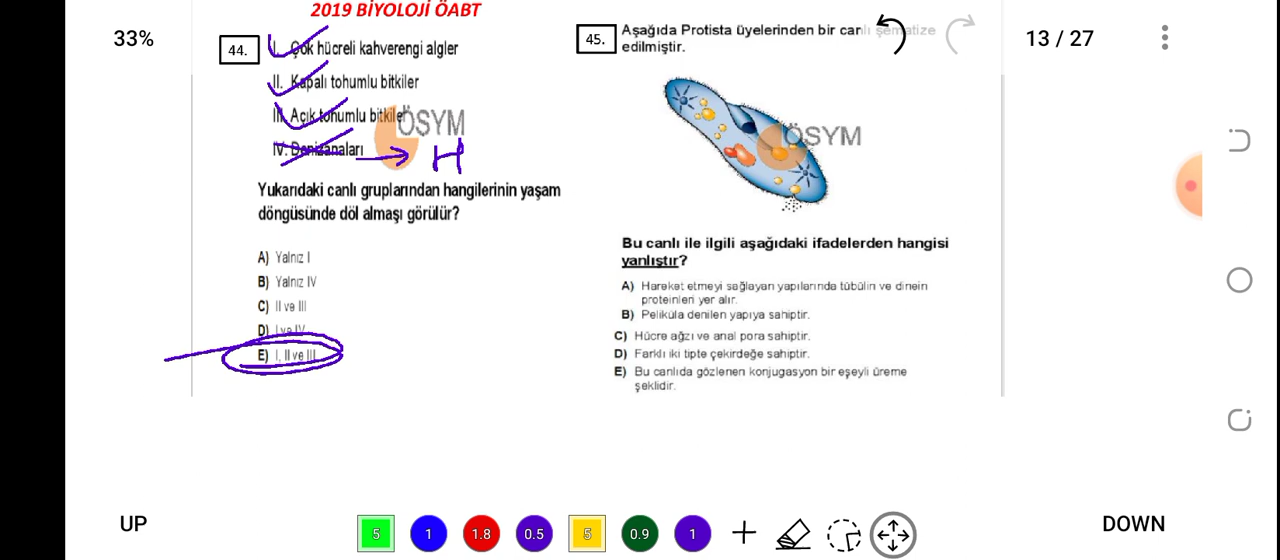 2019 BİYOLOJİ ÖABT
33%
13 / 27
44.
I. Çok hücreli kahverengi algler
II. Kapalı tohumlu bitkiler
III. Açık tohumlu bitkiler
IV. Denizanaları
H
ÖSYM
Yukarıdaki canlı gruplarından hangilerinin yaşam
döngüsünde döl almaşı görülür?
A) Yalnız I
B) Yalnız IV
C) II ve III
D) I ve IV
E) I, II ve III
45.
Aşağıda Protista üyelerinden bir canlı şematize
edilmiştir.
ÖSYM
Bu canlı ile ilgili aşağıdaki ifadelerden hangisi
yanlıştır?
A) Hareket etmeyi sağlayan yapılarında tübülin ve dinein
proteinleri yer alır.
B) Peliküla denilen yapıya sahiptir.
C) Hücre ağzı ve anal pora sahiptir.
D) Farklı iki tipte çekirdeğe sahiptir.
E) Bu canlıda gözlenen konjugasyon bir eşeyli üreme
şeklidir.
UP
5
1
1.8
0.5
5
0.9
1
DOWN